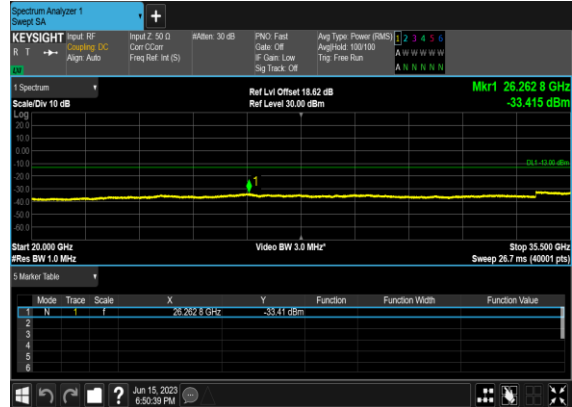 Spectrum Analyzer 1
Swept SA
+
KEYSIGHT Input: RF Input Z: 50 Ω #Atten: 30 dB PNO: Fast Avg Type: Power (RMS) 1 2 3 4 5 6
R T Coupling: DC Corr CCorr Gate: Off Avg|Hold: 100/100 A W W W W W
Align: Auto Freq Ref: Int (S) IF Gain: Low Trig: Free Run
Sig Track: Off A N N N N N
1 Spectrum Ref Lvl Offset 18.62 dB Mkr1 26.262 8 GHz
Scale/Div 10 dB Ref Level 30.00 dBm -33.415 dBm
Log
20.0
10.0
0.00
-10.0 DL1 -13.00 dBm
-20.0 1
-30.0
-40.0
-50.0
-60.0
Start 20.000 GHz Video BW 3.0 MHz* Stop 35.500 GHz
#Res BW 1.0 MHz Sweep 26.7 ms (40001 pts)
5 Marker Table
Mode Trace Scale X Y Function Function Width Function Value
1 N 1 f 26.262 8 GHz -33.41 dBm
2
3
4
5
6
? Jun 15, 2023
6:50:39 PM